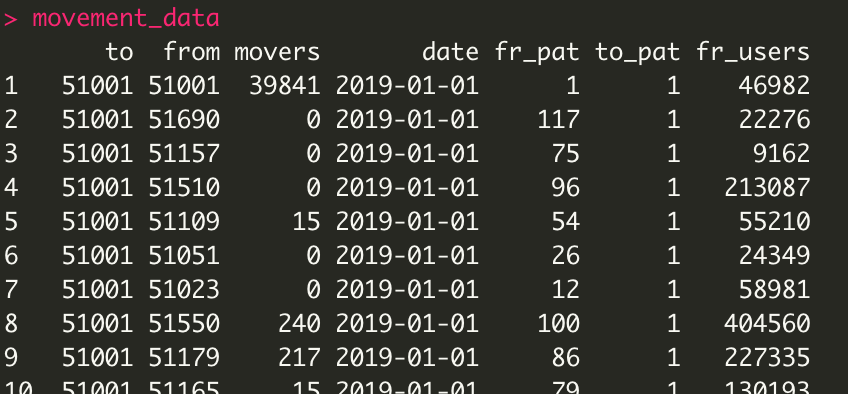 > movement_data
to from movers date fr_pat to_pat fr_users
1 51001 51001 39841 2019-01-01 1 1 46982
2 51001 51690 0 2019-01-01 117 1 22276
3 51001 51157 0 2019-01-01 75 1 9162
4 51001 51510 0 2019-01-01 96 1 213087
5 51001 51109 15 2019-01-01 54 1 55210
6 51001 51051 0 2019-01-01 26 1 24349
7 51001 51023 0 2019-01-01 12 1 58981
8 51001 51550 240 2019-01-01 100 1 404560
9 51001 51179 217 2019-01-01 86 1 227335
10 51001 51165 15 2019-01-01 79 1 130193